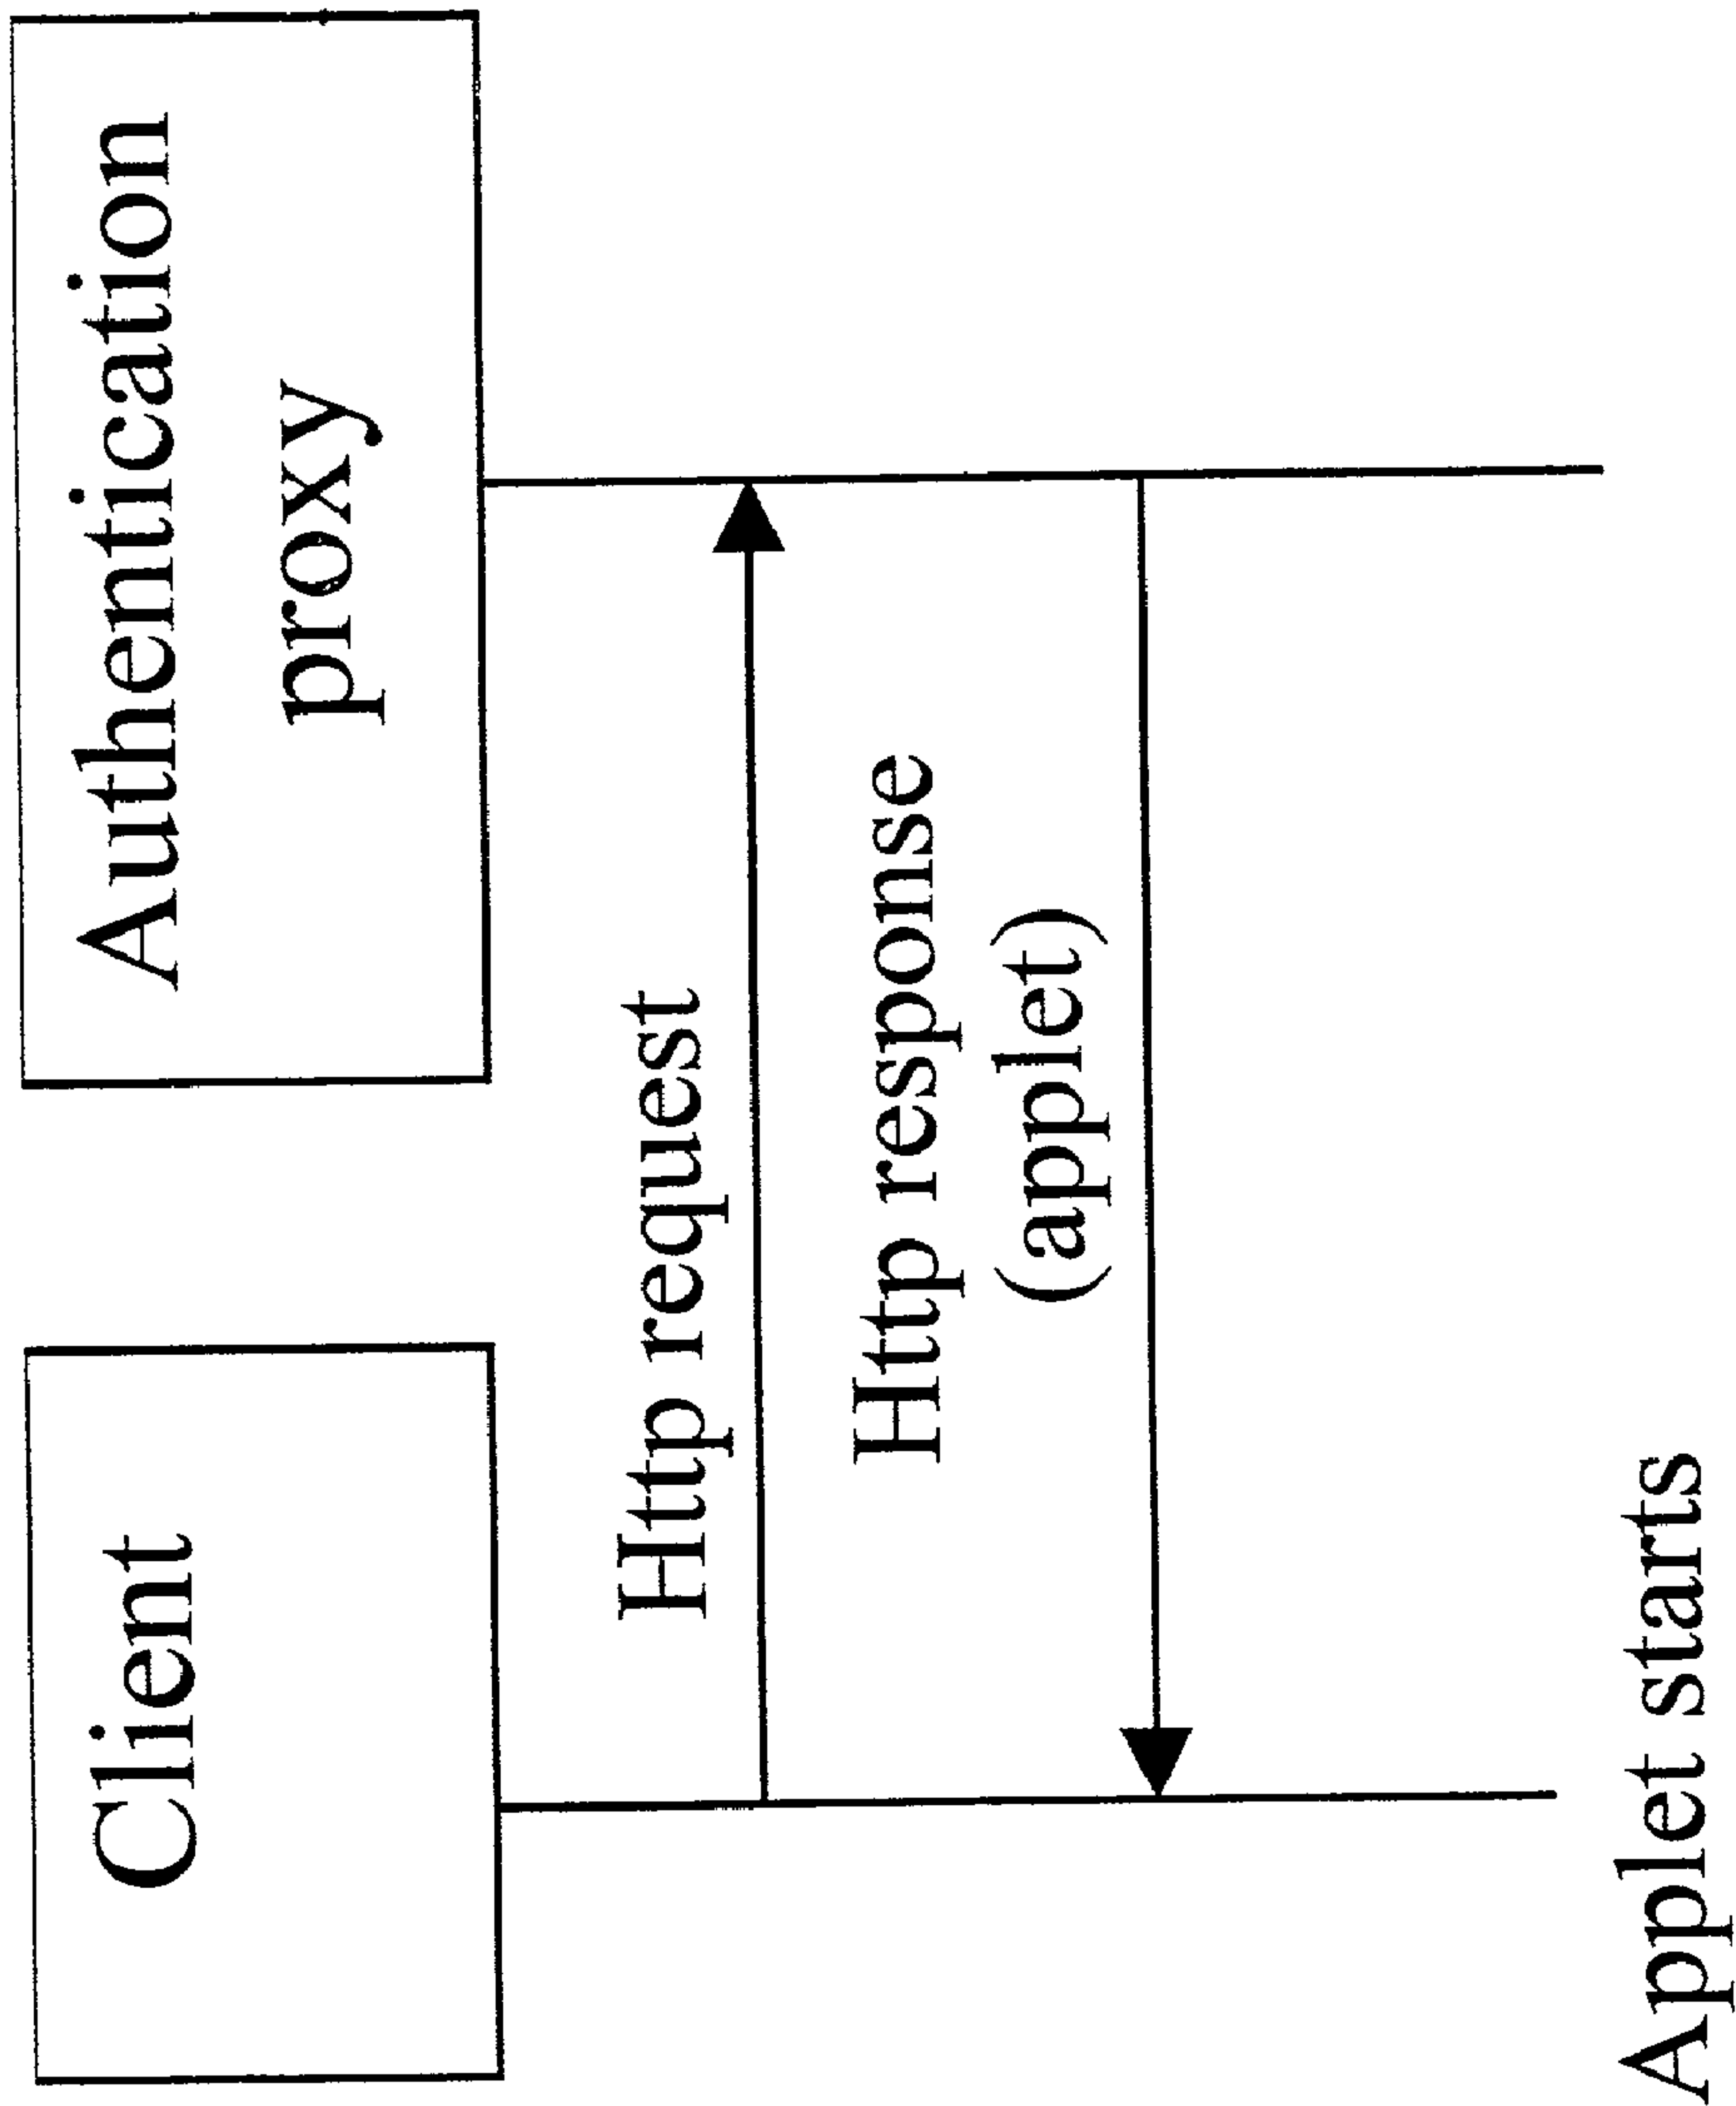 Client
Authentication
proxy
Http request
Http response
(applet)
Applet starts